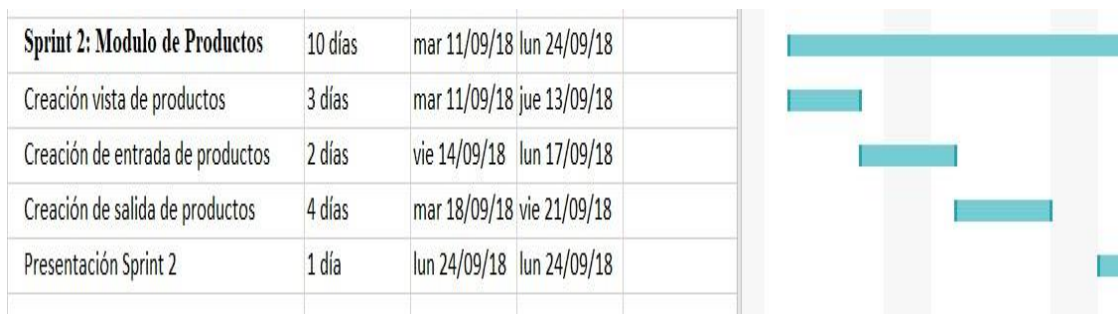 Sprint 2: Modulo de Productos 10 días mar 11/09/18 lun 24/09/18
Creación vista de productos 3 días mar 11/09/18 jue 13/09/18
Creación de entrada de productos 2 días vie 14/09/18 lun 17/09/18
Creación de salida de productos 4 días mar 18/09/18 vie 21/09/18
Presentación Sprint 2 1 día lun 24/09/18 lun 24/09/18